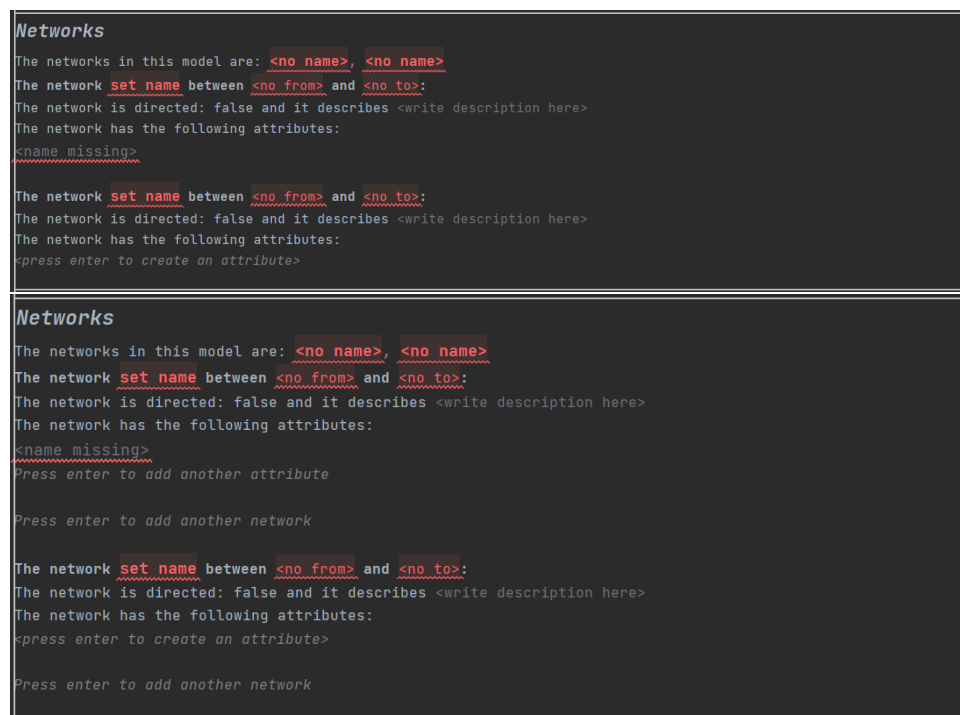 Networks
The networks in this model are: <no name>, <no name>
The network set name between <no from> and <no to>:
The network is directed: false and it describes <write description here>
The network has the following attributes:
<name missing>
The network set name between <no from> and <no to>:
The network is directed: false and it describes <write description here>
The network has the following attributes:
<press enter to create an attribute>
Networks
The networks in this model are: <no name>, <no name>
The network set name between <no from> and <no to>:
The network is directed: false and it describes <write description here>
The network has the following attributes:
<name missing>
Press enter to add another attribute
Press enter to add another network
The network set name between <no from> and <no to>:
The network is directed: false and it describes <write description here>
The network has the following attributes:
<press enter to create an attribute>
Press enter to add another network